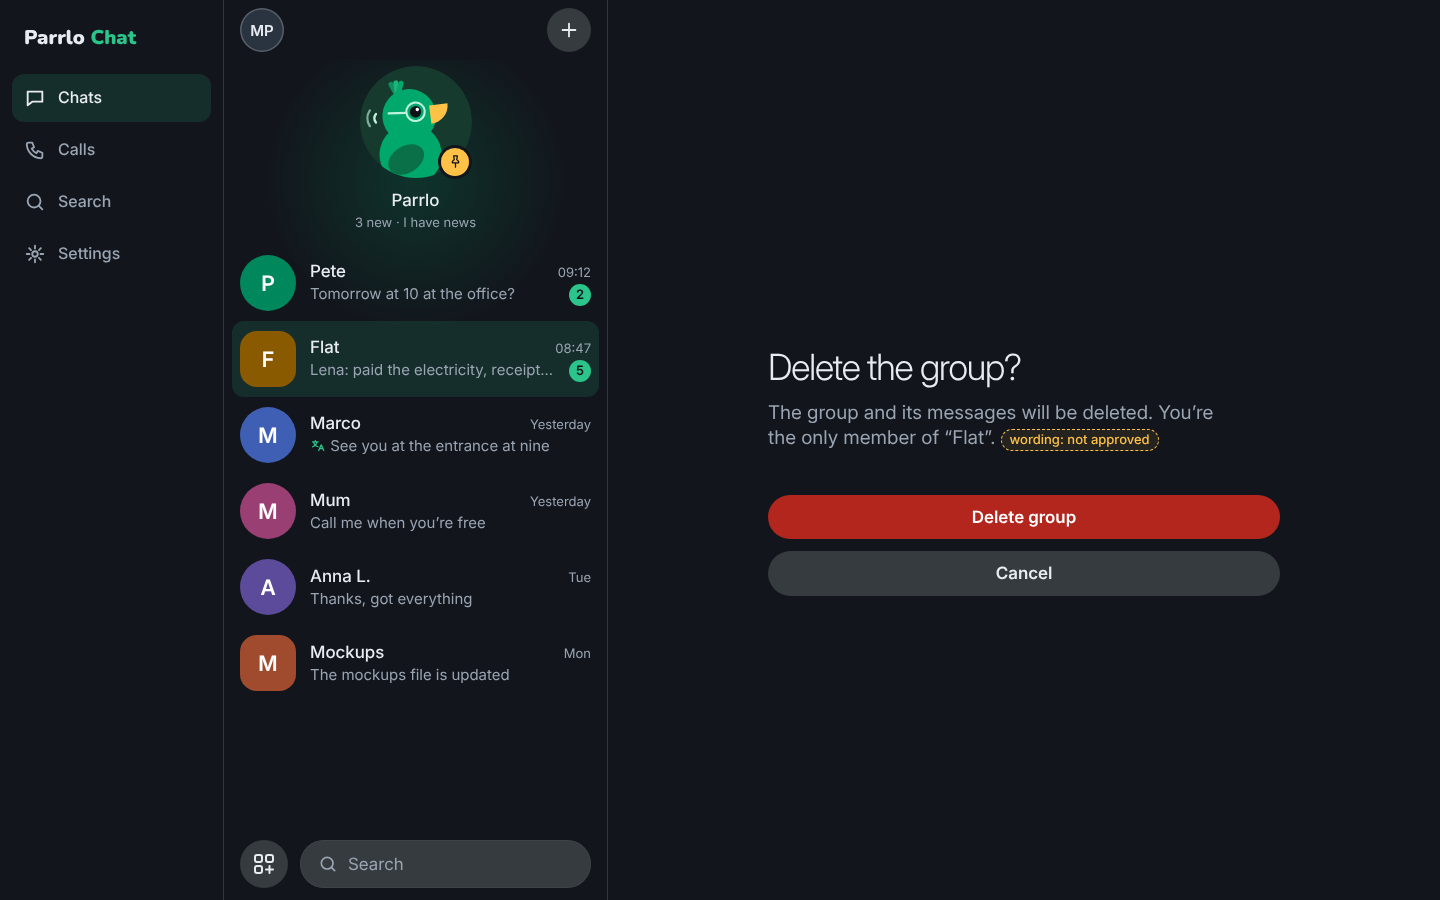 Parrlo Chat
Chats
Calls
Search
Settings
MP
Parrlo
3 new · I have news
P
Pete
09:12
Tomorrow at 10 at the office?
2
F
Flat
08:47
Lena: paid the electricity, receipt…
5
M
Marco
Yesterday
See you at the entrance at nine
M
Mum
Yesterday
Call me when you’re free
A
Anna L.
Tue
Thanks, got everything
M
Mockups
Mon
The mockups file is updated
Search
Delete the group?
The group and its messages will be deleted. You’re
the only member of “Flat”. wording: not approved
Delete group
Cancel